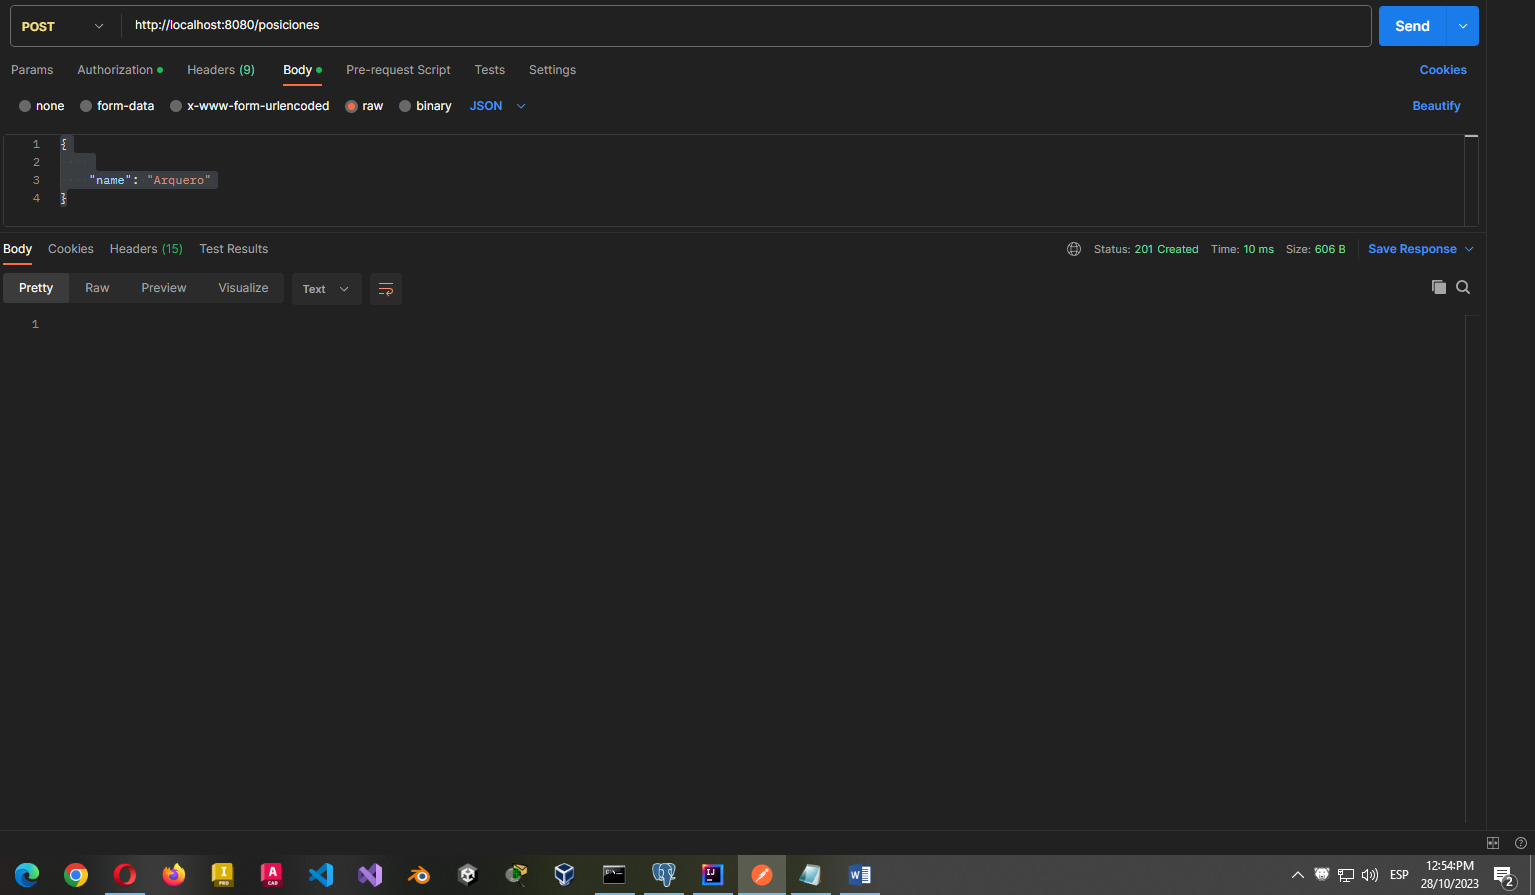 POST
http://localhost:8080/posiciones
Send
Params Authorization Headers (9) Body Pre-request Script Tests Settings Cookies
none form-data x-www-form-urlencoded raw binary JSON Beautify
1 {
2
3 "name": "Arquero"
4 }
Body Cookies Headers (15) Test Results Status: 201 Created Time: 10 ms Size: 606 B Save Response
Pretty Raw Preview Visualize Text
1
12:54:PM
ESP
28/10/2023
2